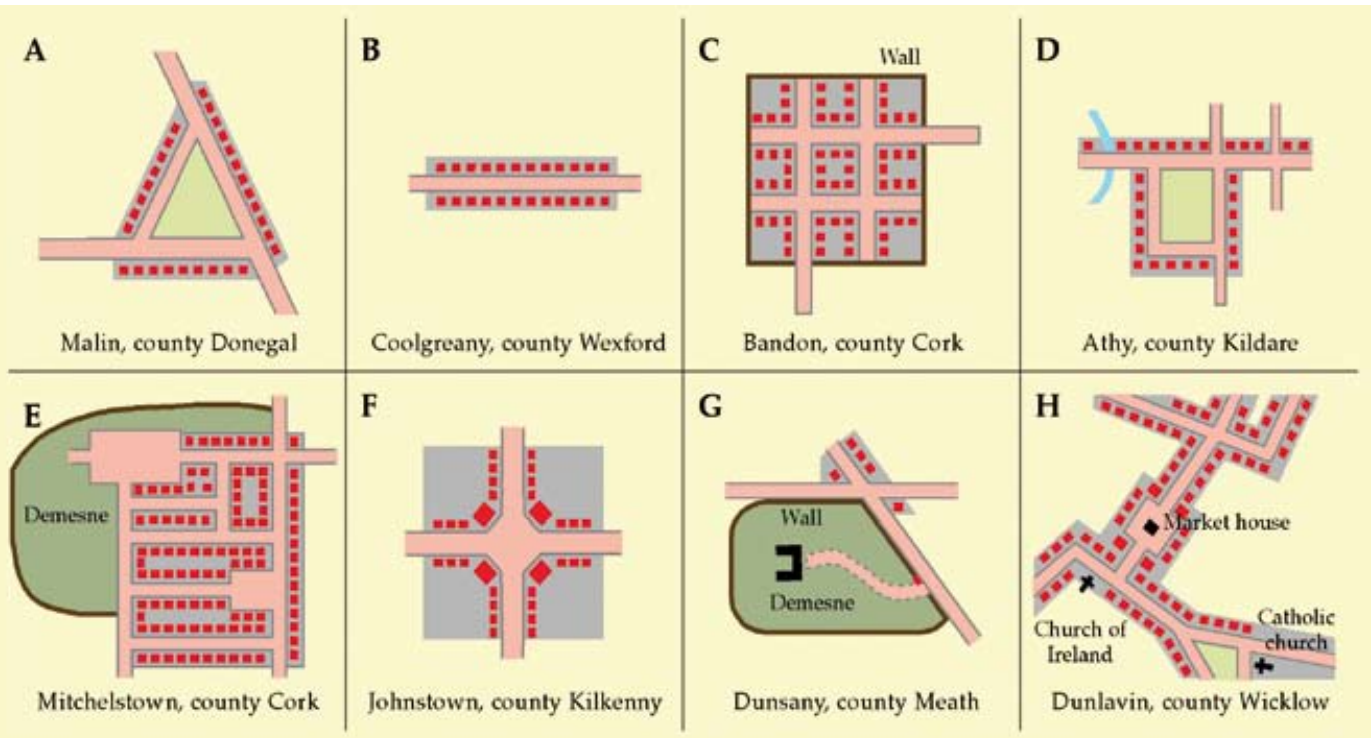 A
Malin, county Donegal
B
Coolgreany, county Wexford
C
Wall
Bandon, county Cork
D
Athy, county Kildare
E
Demesne
Mitchelstown, county Cork
F
Johnstown, county Kilkenny
G
Wall
Demesne
Dunsany, county Meath
H
Market house
Church of
Ireland
Catholic
church
Dunlavin, county Wicklow